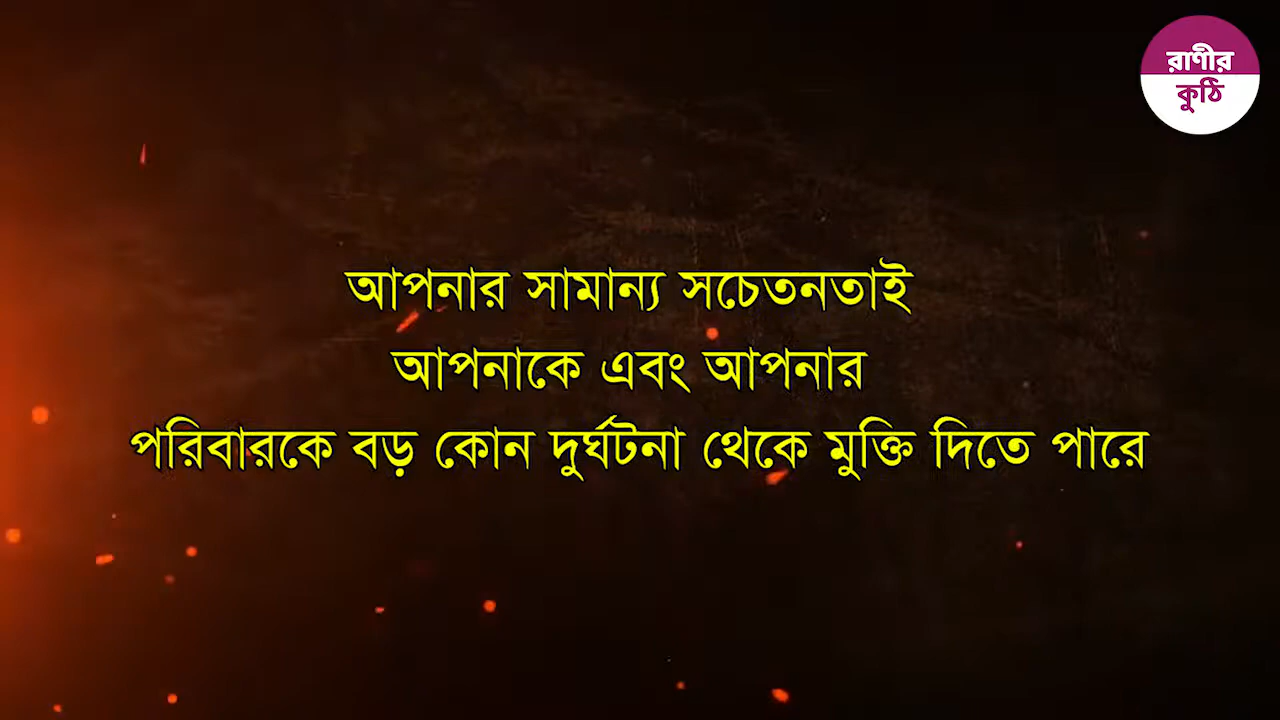 রাণীর
কুঠি
আপনার সামান্য সচেতনতাই
আপনাকে এবং আপনার
পরিবারকে বড় কোন দুর্ঘটনা থেকে মুক্তি দিতে পারে